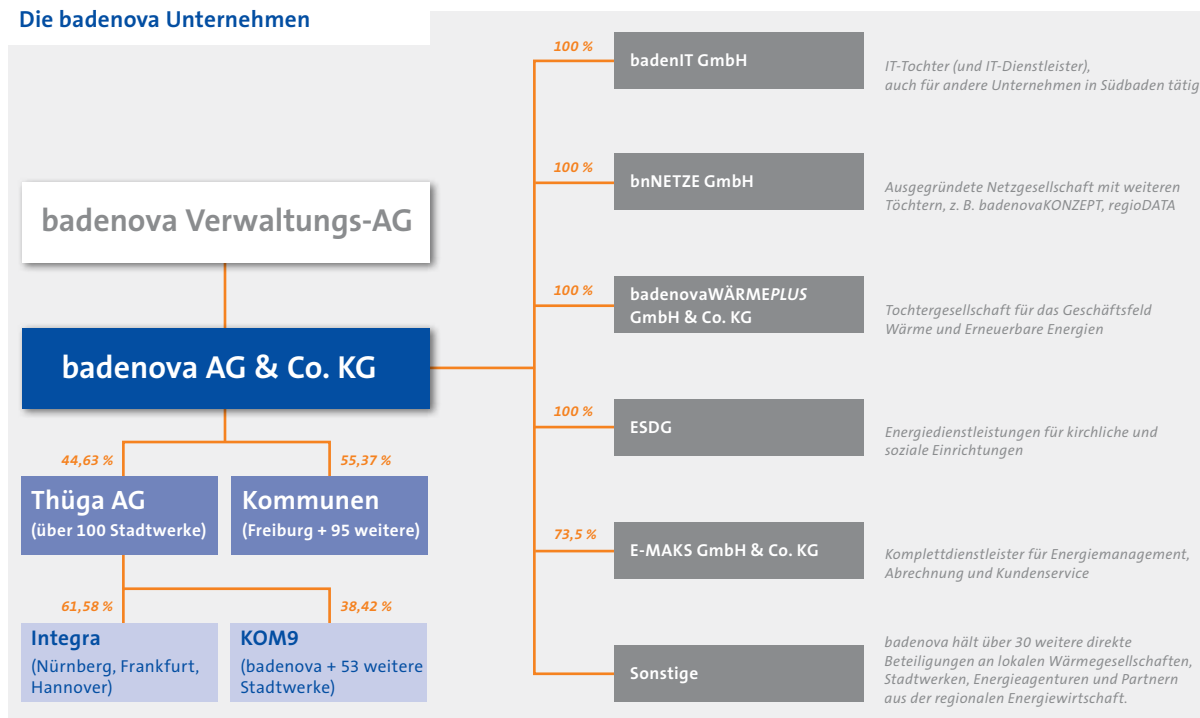 Die badenova Unternehmen
badenova Verwaltungs-AG
badenova AG & Co. KG
44,63 %
55,37 %
Thüga AG
(über 100 Stadtwerke)
Kommunen
(Freiburg + 95 weitere)
61,58 %
38,42 %
Integra
(Nürnberg, Frankfurt,
Hannover)
KOM9
(badenova + 53 weitere
Stadtwerke)
100 %
badenIT GmbH
IT-Tochter (und IT-Dienstleister),
auch für andere Unternehmen in Südbaden tätig
100 %
bnNETZE GmbH
Ausgegründete Netzgesellschaft mit weiteren
Töchtern, z. B. badenovaKONZEPT, regioDATA
100 %
badenovaWÄRMEPLUS
GmbH & Co. KG
Tochtergesellschaft für das Geschäftsfeld
Wärme und Erneuerbare Energien
100 %
ESDG
Energiedienstleistungen für kirchliche und
soziale Einrichtungen
73,5 %
E-MAKS GmbH & Co. KG
Komplettdienstleister für Energiemanagement,
Abrechnung und Kundenservice
Sonstige
badenova hält über 30 weitere direkte
Beteiligungen an lokalen Wärmegesellschaften,
Stadtwerken, Energieagenturen und Partnern
aus der regionalen Energiewirtschaft.